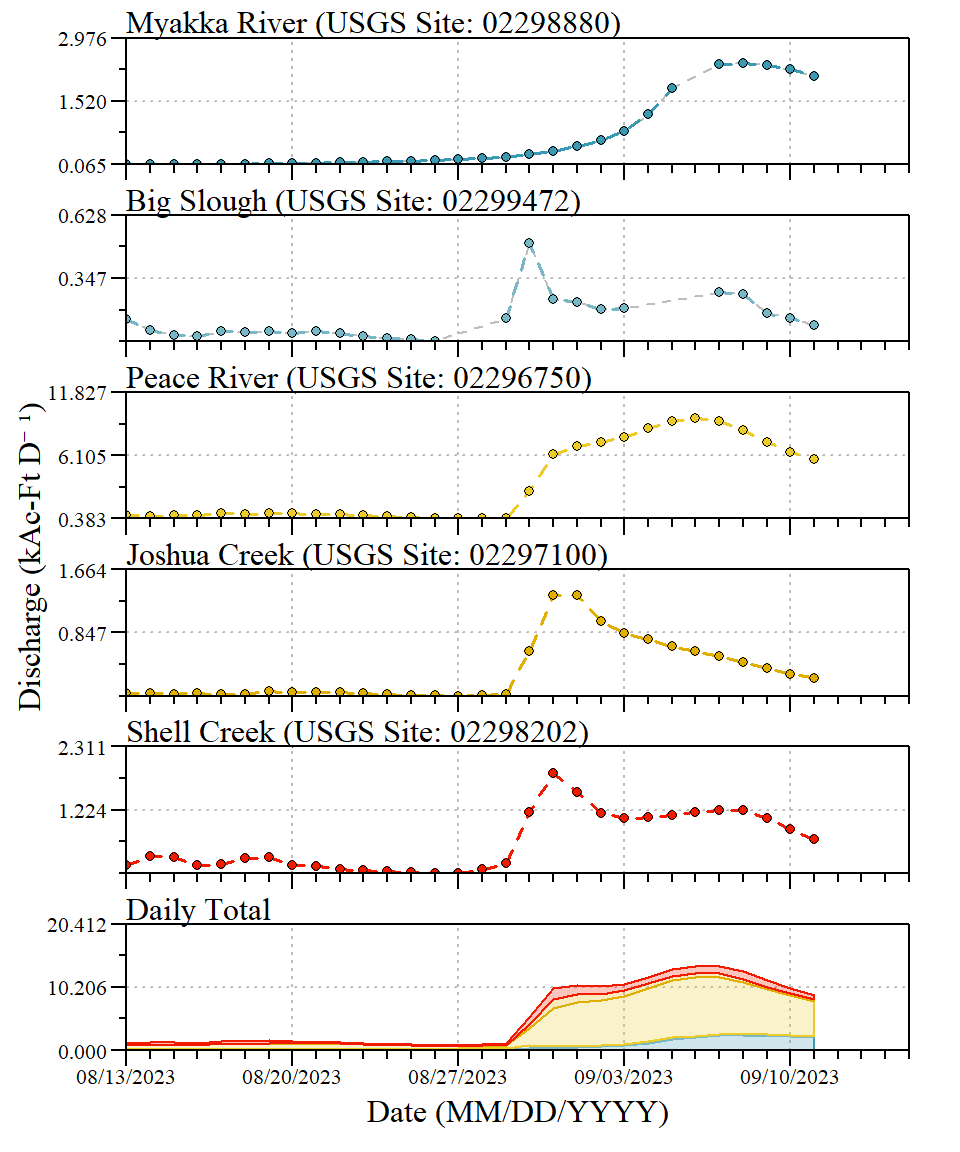 Myakka River (USGS Site: 02298880)
2.976
1.520
0.065
Big Slough (USGS Site: 02299472)
0.628
0.347
Peace River (USGS Site: 02296750)
11.827
6.105
0.383
Joshua Creek (USGS Site: 02297100)
1.664
0.847
Shell Creek (USGS Site: 02298202)
2.311
1.224
Daily Total
20.412
10.206
0.000
08/13/2023 08/20/2023 08/27/2023 09/03/2023 09/10/2023
Date (MM/DD/YYYY)
Discharge (kAc-Ft D⁻¹)